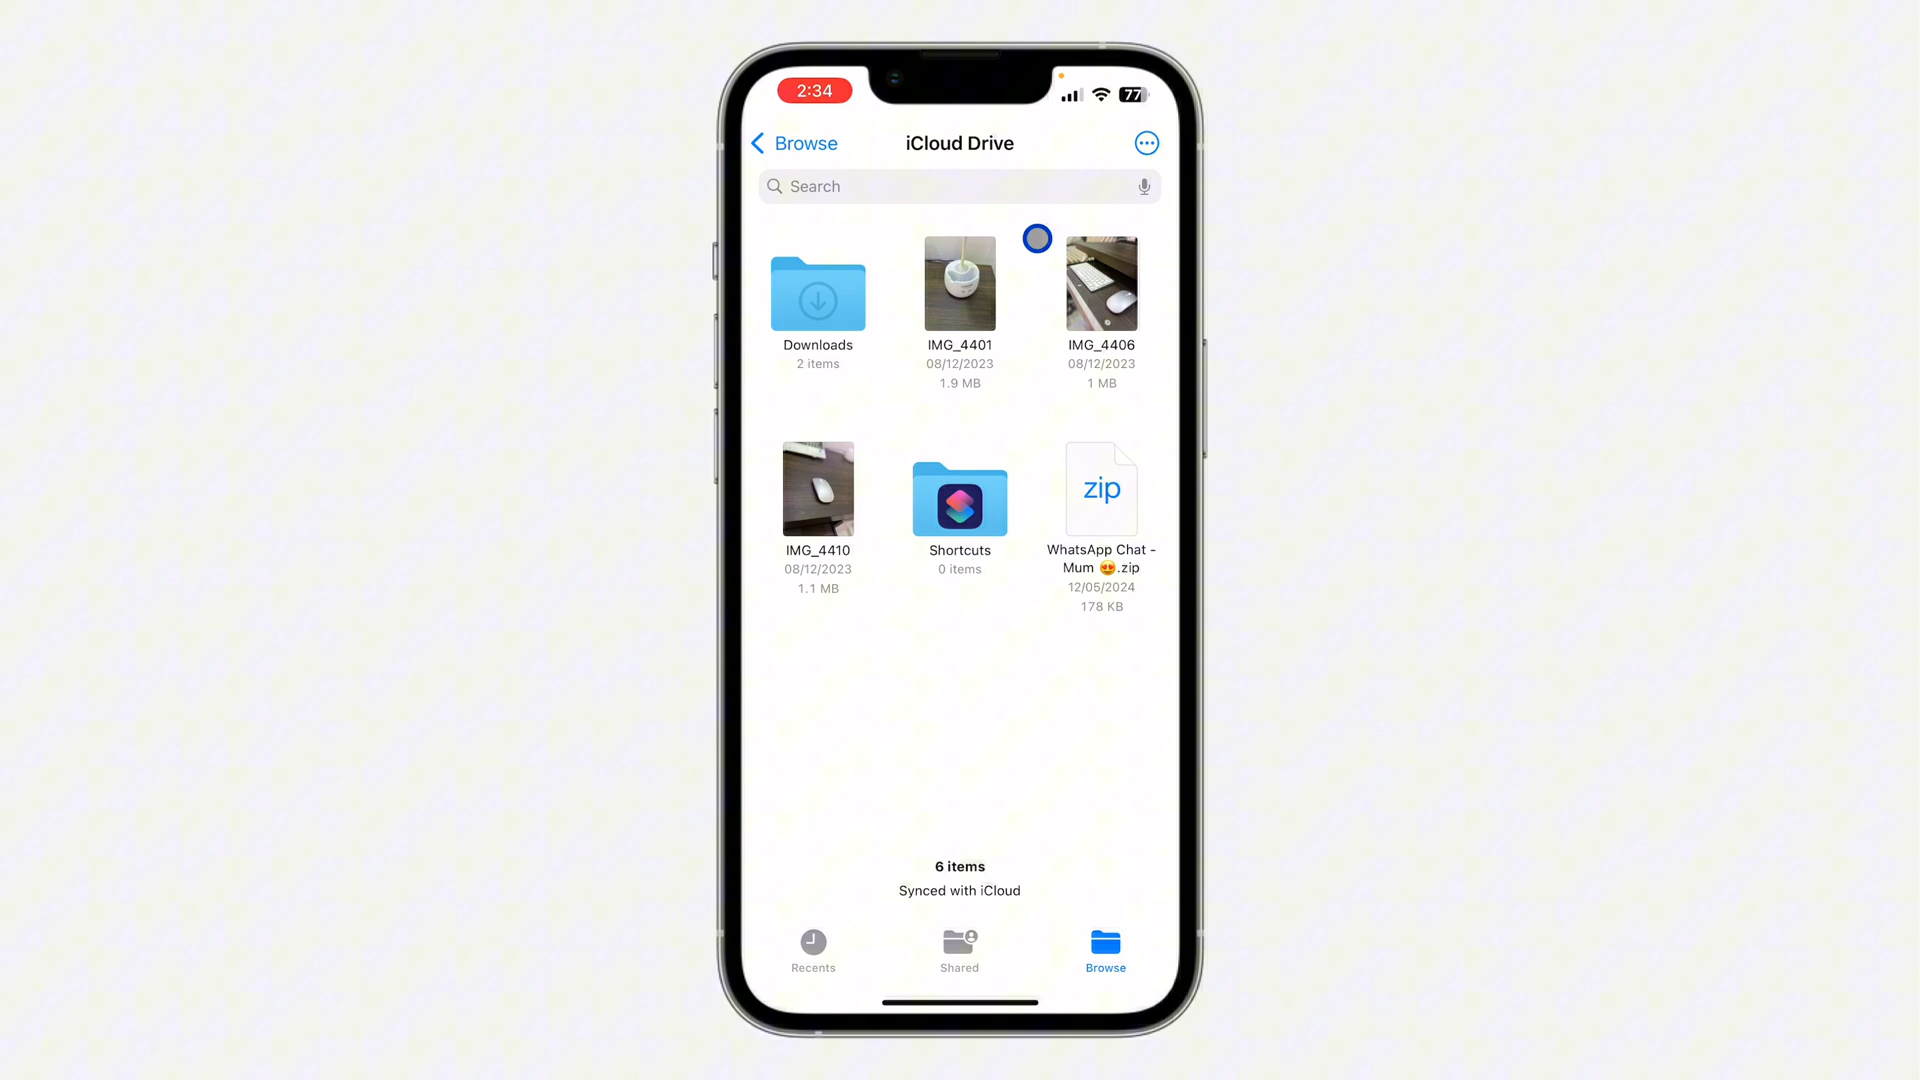 2:34
77
Browse
iCloud Drive
Search
Downloads
2 items
IMG_4401
08/12/2023
1.9 MB
IMG_4406
08/12/2023
1 MB
IMG_4410
08/12/2023
1.1 MB
Shortcuts
0 items
zip
WhatsApp Chat -
Mum 😍.zip
12/05/2024
178 KB
6 items
Synced with iCloud
Recents
Shared
Browse